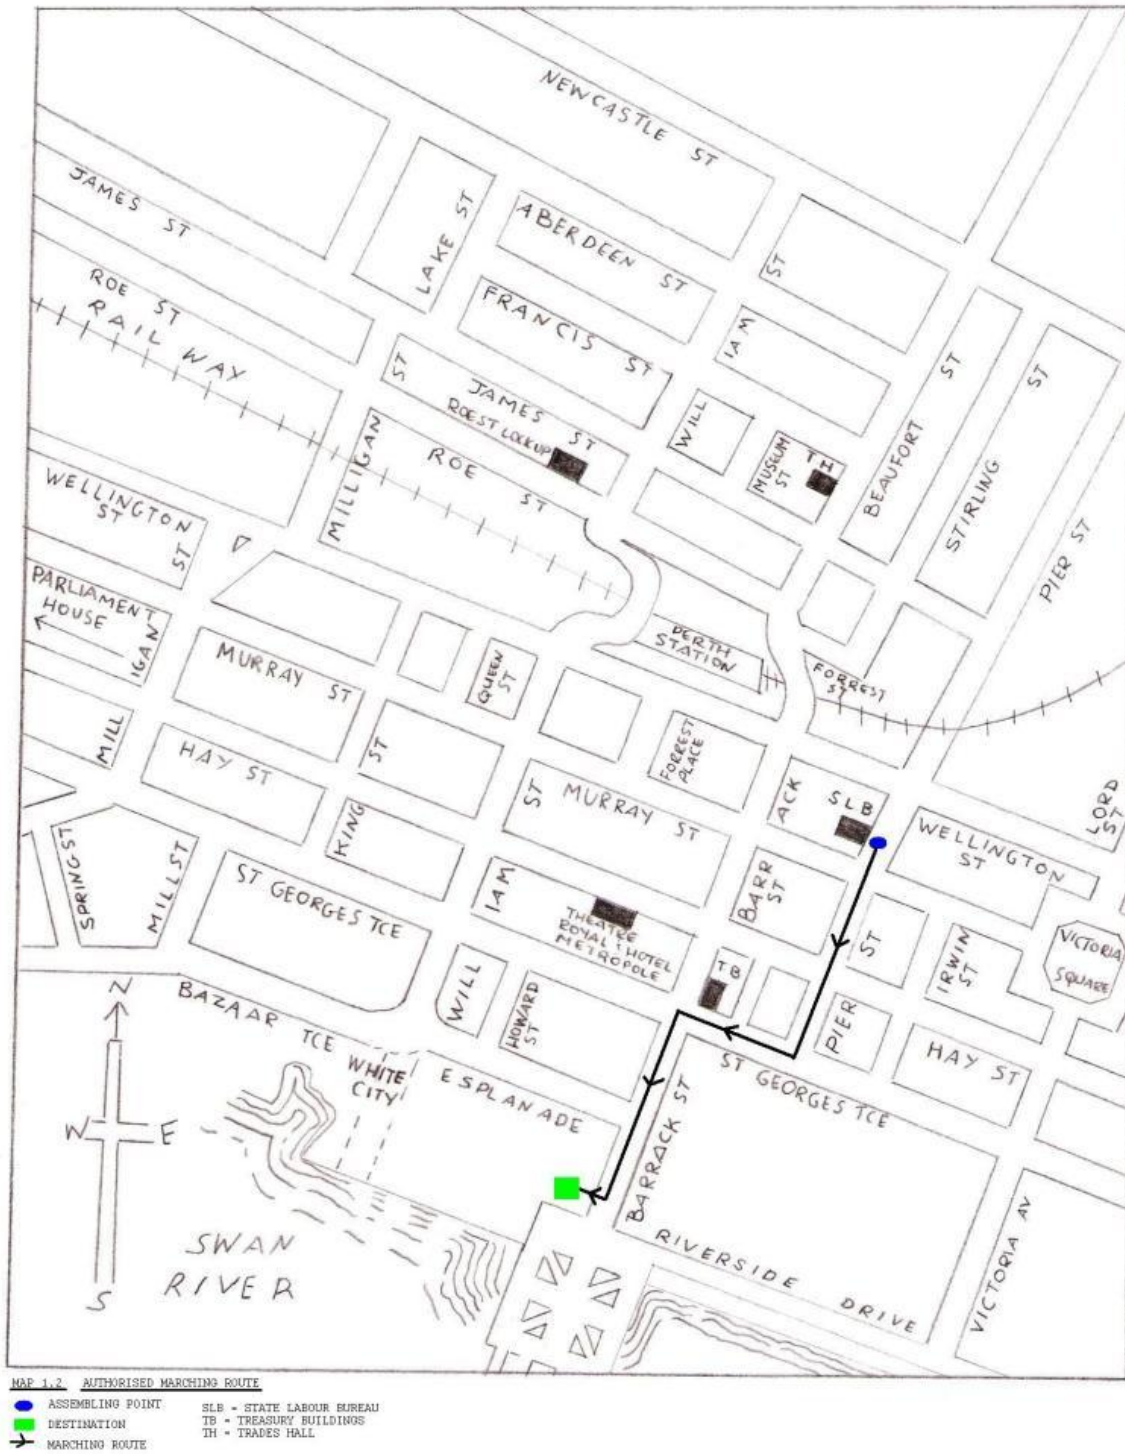 NEWCASTLE ST
JAMES ST
LAKE ST
ABERDEEN ST
ST
ROE ST
RAIL WAY
FRANCIS ST
IAM
ST
JAMES ST
ROE ST LOCKUP
WILL
MUSEUM ST
TH
BEAUFORT ST
STIRLING ST
PIER ST
MILLIGAN
ROE ST
WELLINGTON ST
ST
PARLIAMENT HOUSE
IGAN
MILL
MURRAY ST
QUEEN ST
PERTH STATION
FORREST ST
HAY ST
ST
KING
FORREST PLACE
ST
MURRAY ST
ACK
SLB
LORD ST
WELLINGTON ST
SPRING ST
MILL ST
ST GEORGES TCE
IAM
BARR
ST
THEATRE
ROYAL & HOTEL
METROPOLE
TB
ST
IRWIN ST
VICTORIA
SQUARE
N
BAZAAR TCE
WILL
HOWARD ST
PIER
HAY ST
WHITE CITY
ESPLANADE
ST GEORGES TCE
W E
BARRACK ST
S
SWAN
RIVER
RIVERSIDE DRIVE
VICTORIA AV
MAP 1.2 AUTHORISED MARCHING ROUTE
ASSEMBLING POINT
DESTINATION
MARCHING ROUTE
SLB = STATE LABOUR BUREAU
TB = TREASURY BUILDINGS
TH = TRADES HALL